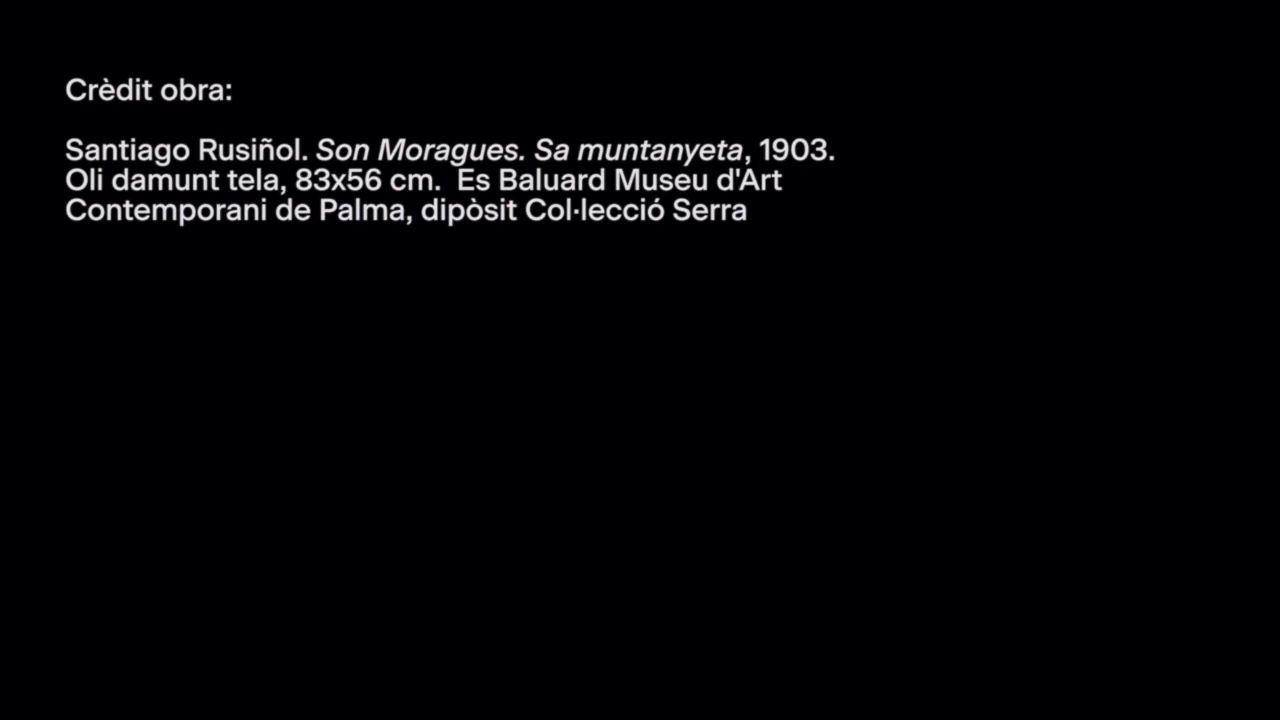 Crèdit obra:
Santiago Rusiñol. Son Moragues. Sa muntanyeta, 1903.
Oli damunt tela, 83x56 cm.  Es Baluard Museu d'Art
Contemporani de Palma, dipòsit Col·lecció Serra